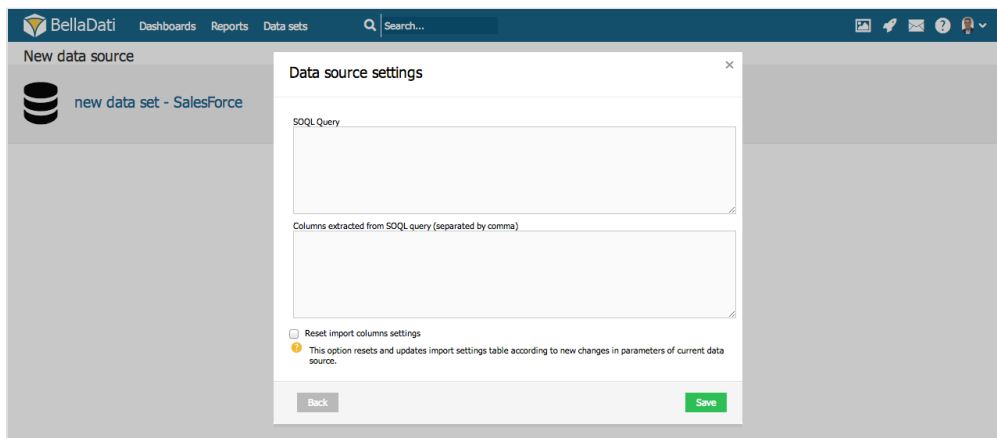 BellaDati Dashboards Reports Data sets Search...
New data source
new data set - SalesForce
Data source settings
SOQL Query
Columns extracted from SOQL query (separated by comma)
Reset import columns settings
This option resets and updates import settings table according to new changes in parameters of current data
source.
Back Save